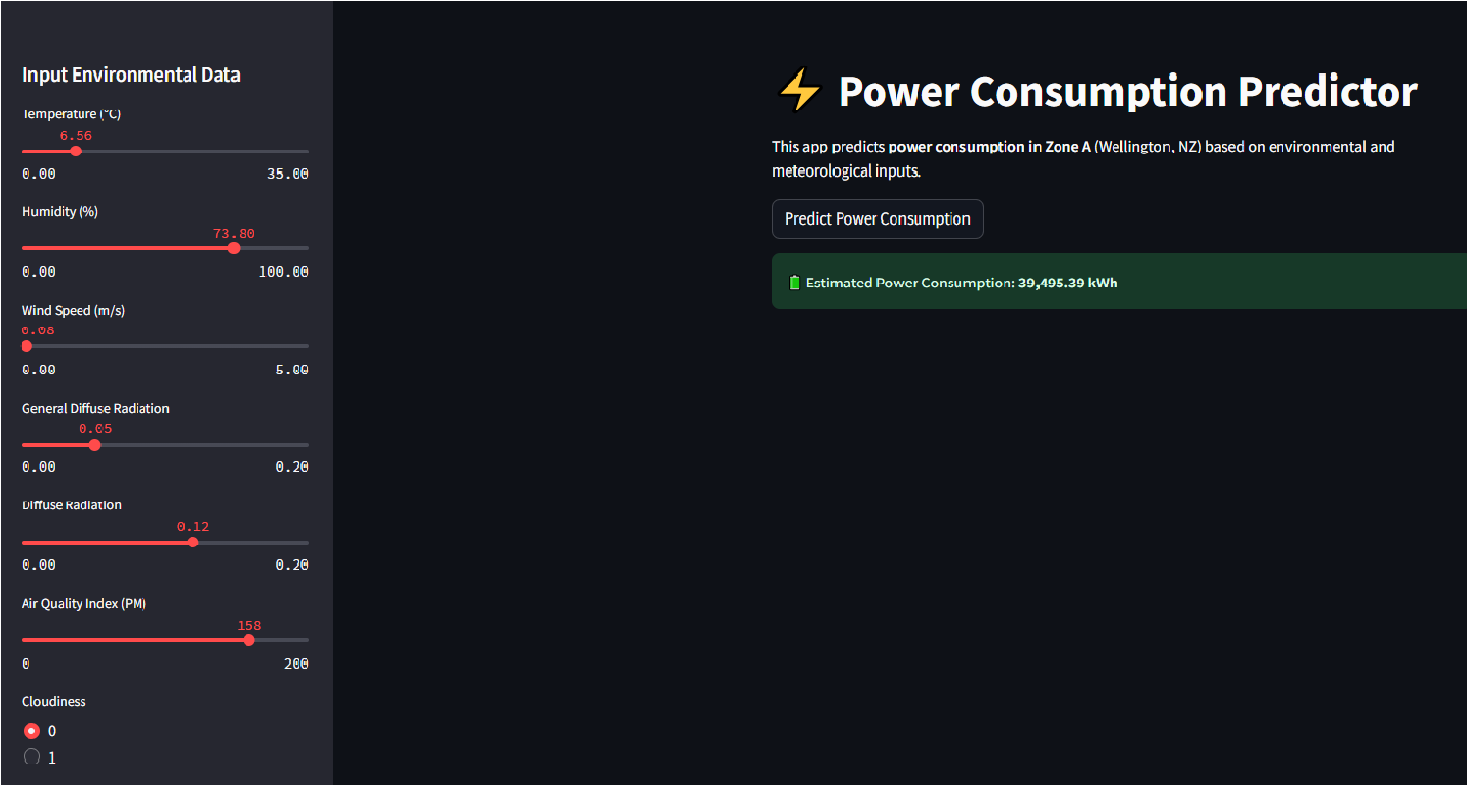 Input Environmental Data
Temperature (°C)
6.56
0.00 35.00
Humidity (%)
73.80
0.00 100.00
Wind Speed (m/s)
0.08
0.00 5.00
General Diffuse Radiation
0.05
0.00 0.20
Diffuse Radiation
0.12
0.00 0.20
Air Quality Index (PM)
158
0 200
Cloudiness
0
1
Power Consumption Predictor
This app predicts power consumption in Zone A (Wellington, NZ) based on environmental and
meteorological inputs.
Predict Power Consumption
Estimated Power Consumption: 39,495.39 kWh